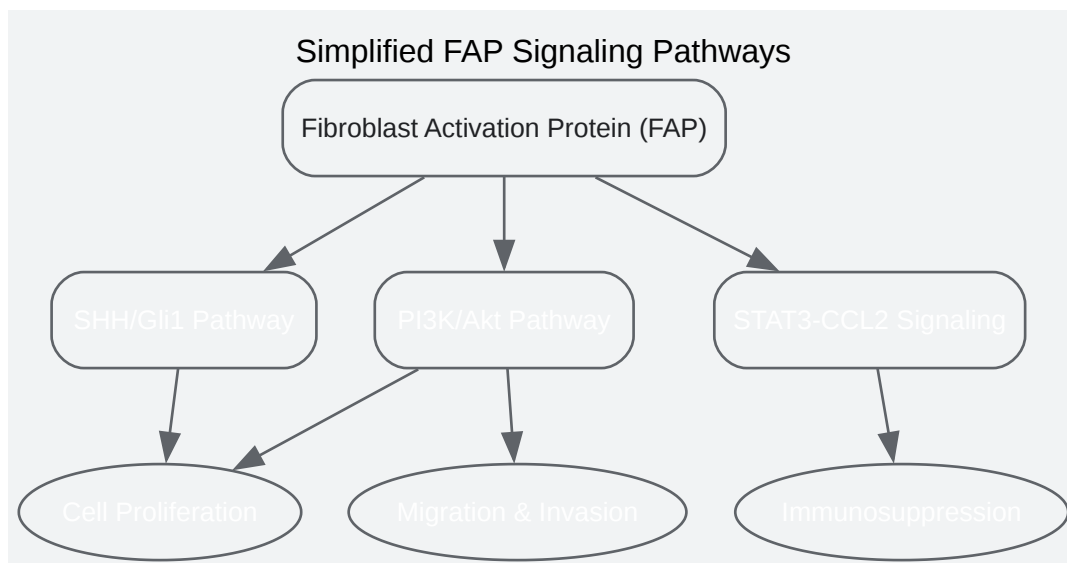 Simplified FAP Signaling Pathways
Fibroblast Activation Protein (FAP)
SHH/Gli1 Pathway
PI3K/Akt Pathway
STAT3-CCL2 Signaling
Cell Proliferation
Migration & Invasion
Immunosuppression